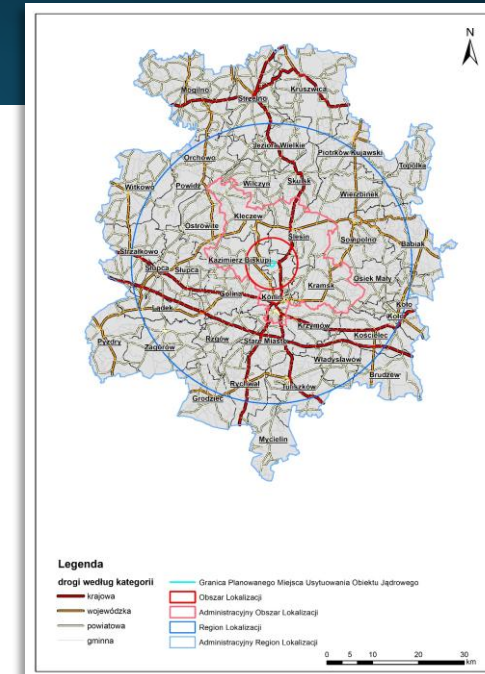 N
Mogilno
Strzelno
Kruszwica
Jeziora Wielkie
Orchowo
Piotrków Kujawski
Topólka
Witkowo
Powidz
Wilczyn
Skulsk
Wierzbinek
Kleczew
Ostrowite
Ślesin
Sompolno
Babiak
Strzałkowo
Słupca
Słupca
Kazimierz Biskupi
Osiek Mały
Kramsk
Golina
Konin
Koło
Koło
Lądek
Krzymów
Kościelec
Pyzdry
Zagórów
Rzgów
Stare Miasto
Władysławów
Rychwał
Tuliszków
Brudzew
Grodziec
Mycielin
Legenda
drogi według kategorii
krajowa
wojewódzka
powiatowa
gminna
Granica Planowanego Miejsca Usytuowania Obiektu Jądrowego
Obszar Lokalizacji
Administracyjny Obszar Lokalizacji
Region Lokalizacji
Administracyjny Region Lokalizacji
0 5 10 20 30
km